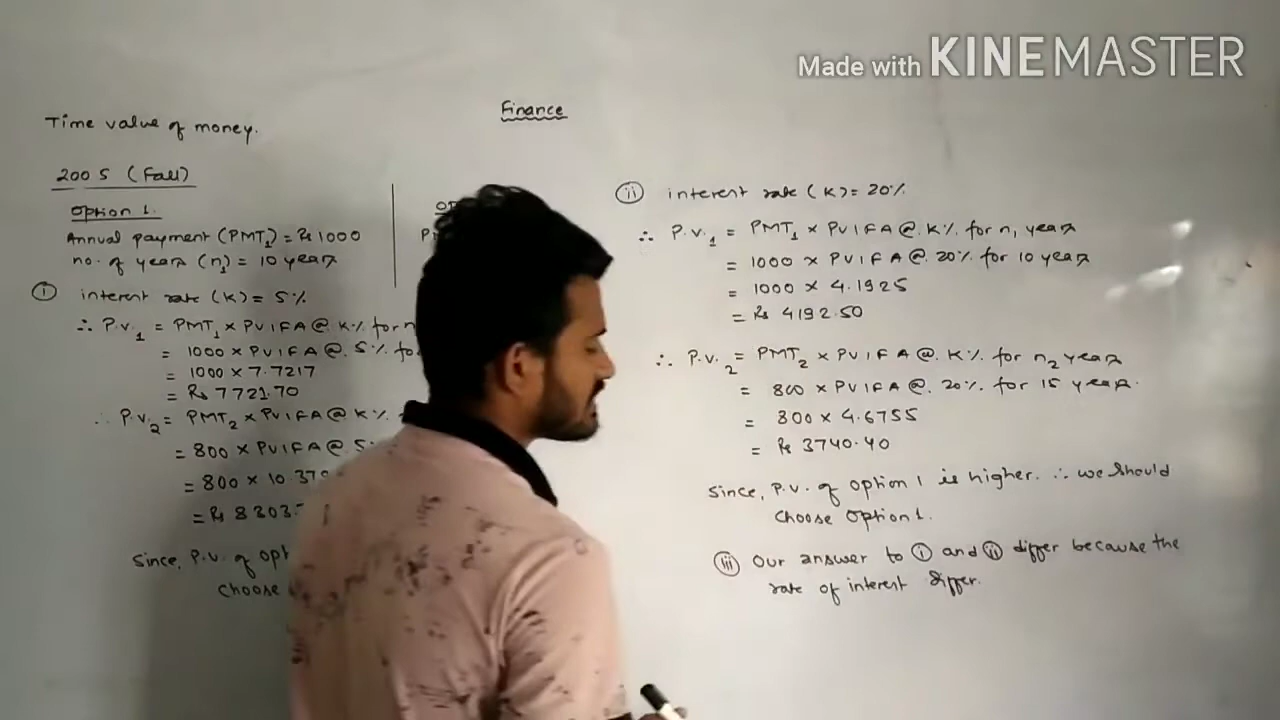 Made with KINEMASTER
Finance
Time value of money.
2005 (Fall)
Option 1.
Annual payment (PMT₁) = Rs 1000
no. of years (n₁) = 10 years
ⓘ interest rate (K) = 5%
∴ P.V.₁ = PMT₁ × PVIFA @ K% for n
= 1000 × PVIFA @ 5% fo
= 1000 × 7.7217
= Rs 7721.70
∴ P.V.₂ = PMT₂ × PVIFA @ K%
= 800 × PVIFA @ 5
= 800 × 10.379
= Rs 8303.
Since, P.V. of opt
choose
ⓘⓘ interest rate (K) = 20%
∴ P.V.₁ = PMT₁ × PVIFA @ K% for n₁ years
= 1000 × PVIFA @ 20% for 10 years
= 1000 × 4.1925
= Rs 4192.50
∴ P.V.₂ = PMT₂ × PVIFA @ K% for n₂ years
= 800 × PVIFA @ 20% for 15 years.
= 800 × 4.6755
= Rs 3740.40
Since, P.V. of option 1 is higher. ∴ we should
choose option 1.
(iii) Our answer to (i) and (ii) differ because the
rate of interest differ.